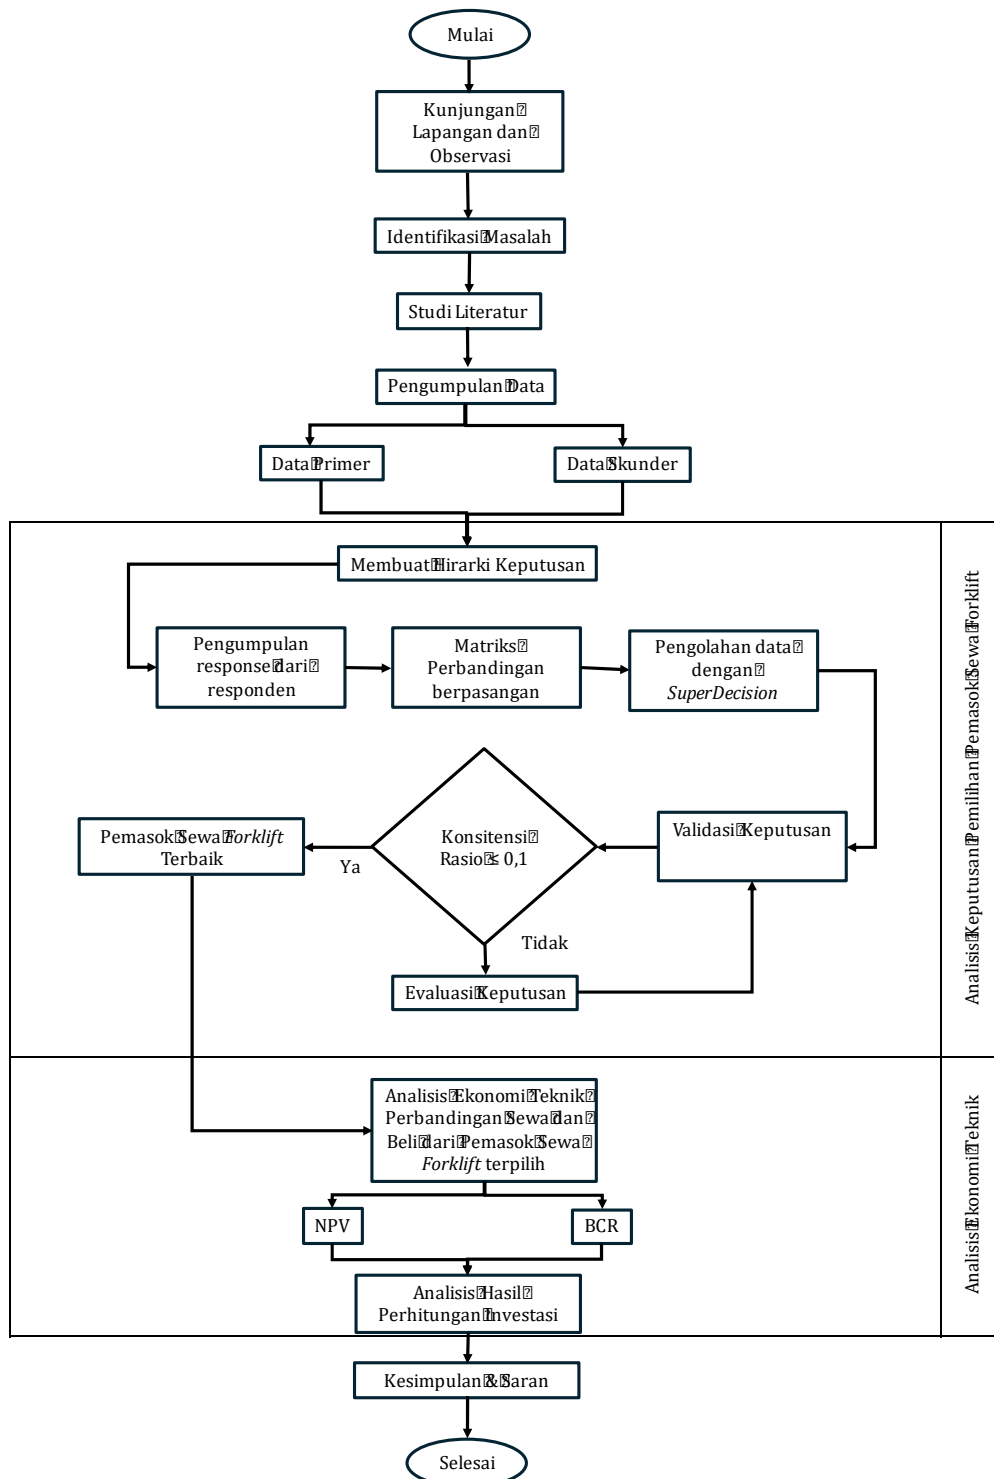 Mulai
Kunjungan
Lapangan dan
Observasi
Identifikasi Masalah
Studi Literatur
Pengumpulan Data
Data Primer
Data Skunder
Membuat Hirarki Keputusan
Pengumpulan
response dari
responden
Matriks
Perbandingan
berpasangan
Pengolahan data
dengan
SuperDecision
Pemasok Sewa Forklift
Terbaik
Ya
Konsitensi
Rasio ≤ 0,1
Validasi Keputusan
Tidak
Evaluasi Keputusan
Analisis Keputusan Pemilihan Pemasok Sewa Forklift
Analisis Ekonomi Teknik
Perbandingan Sewa dan
Beli dari Pemasok Sewa
Forklift terpilih
NPV
BCR
Analisis Hasil
Perhitungan Investasi
Analisis Ekonomi Teknik
Kesimpulan & Saran
Selesai